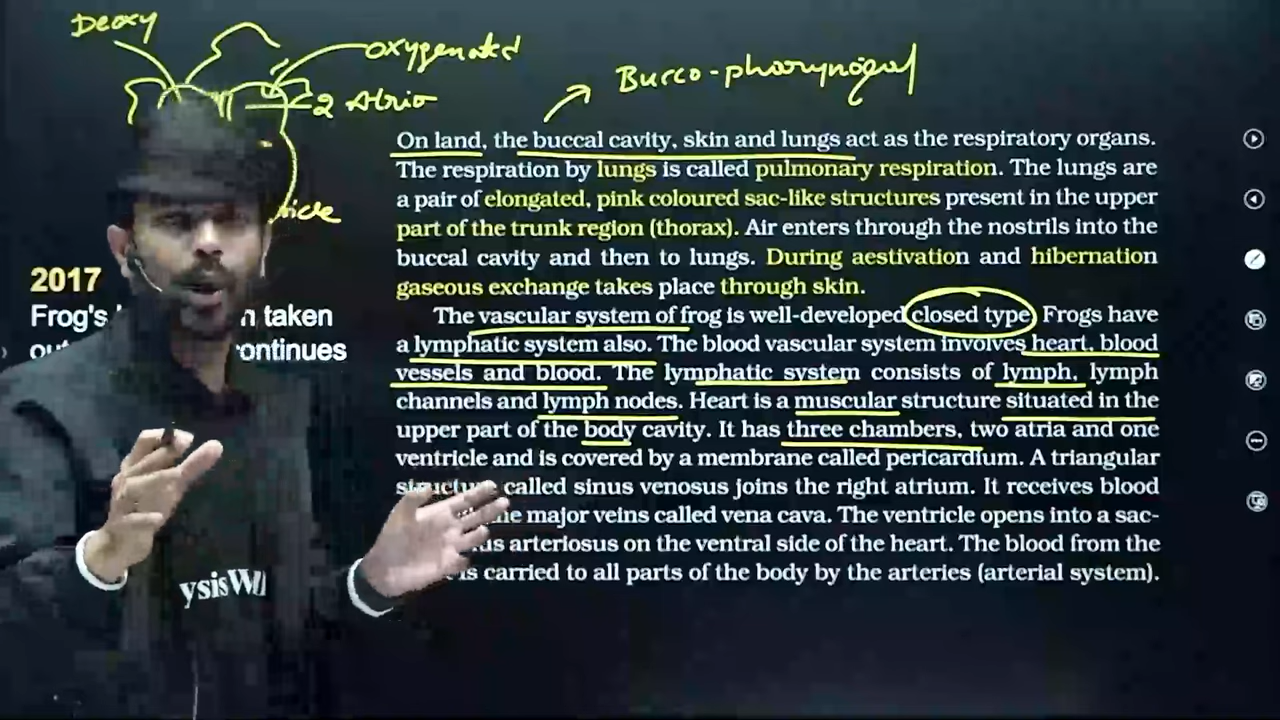 Deoxy
oxygenated
2 Atria
Bucco-pharyngeal
On land, the buccal cavity, skin and lungs act as the respiratory organs.
The respiration by lungs is called pulmonary respiration. The lungs are
a pair of elongated, pink coloured sac-like structures present in the upper
part of the trunk region (thorax). Air enters through the nostrils into the
buccal cavity and then to lungs. During aestivation and hibernation
gaseous exchange takes place through skin.
The vascular system of frog is well-developed closed type. Frogs have
a lymphatic system also. The blood vascular system involves heart, blood
vessels and blood. The lymphatic system consists of lymph, lymph
channels and lymph nodes. Heart is a muscular structure situated in the
upper part of the body cavity. It has three chambers, two atria and one
ventricle and is covered by a membrane called pericardium. A triangular
structure called sinus venosus joins the right atrium. It receives blood
major veins called vena cava. The ventricle opens into a sac-
arteriosus on the ventral side of the heart. The blood from the
is carried to all parts of the body by the arteries (arterial system).
2017
Frog's taken